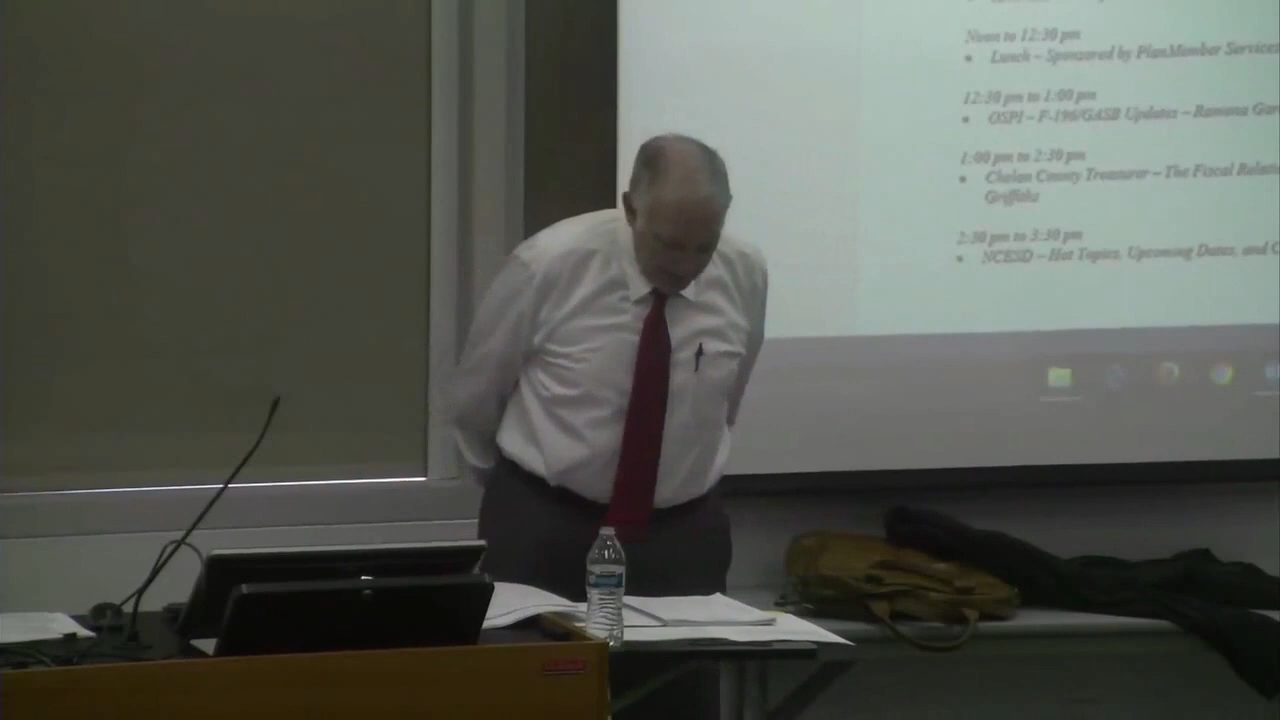 Noon to 12:30 pm
• Lunch – Sponsored by PlanMember Services
12:30 pm to 1:00 pm
• OSPI – F-196/GASB Updates – Ramona
1:00 pm to 2:30 pm
• Chelan County Treasurer – The Fiscal
Griffiths
2:30 pm to 3:30 pm
• NCESD – Hot Topics, Upcoming Dates, and